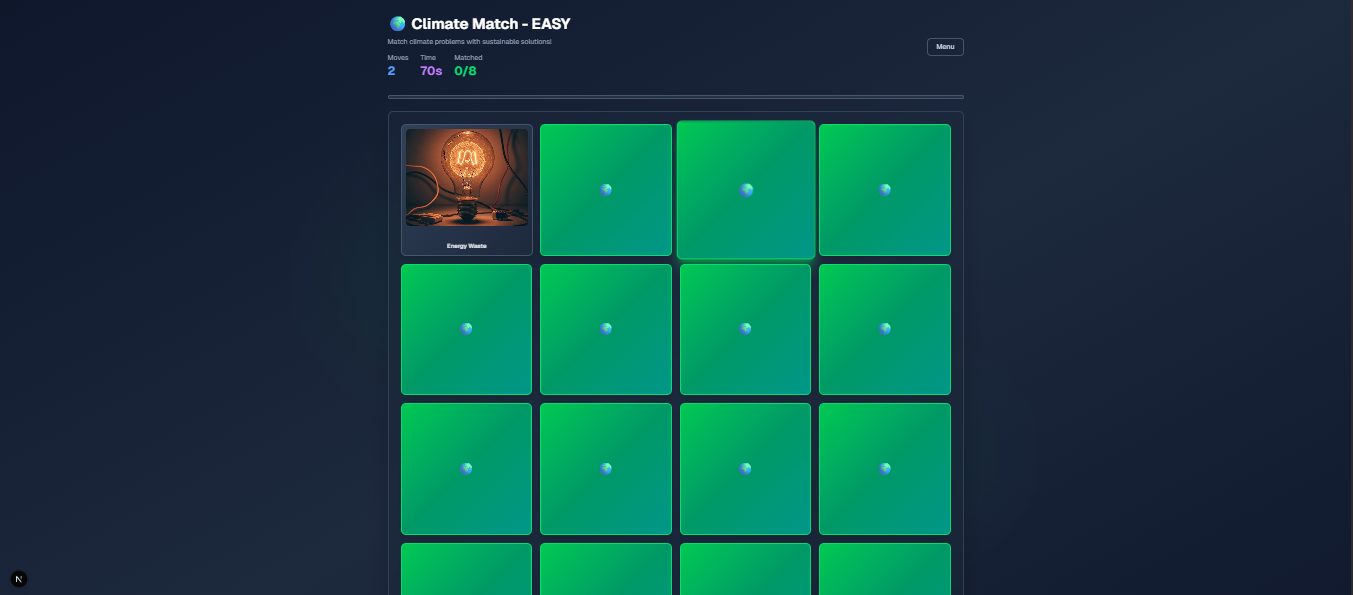 Climate Match - EASY
Match climate problems with sustainable solutions!
Menu
Moves Time Matched
2 70s 0/8
Energy Waste
N